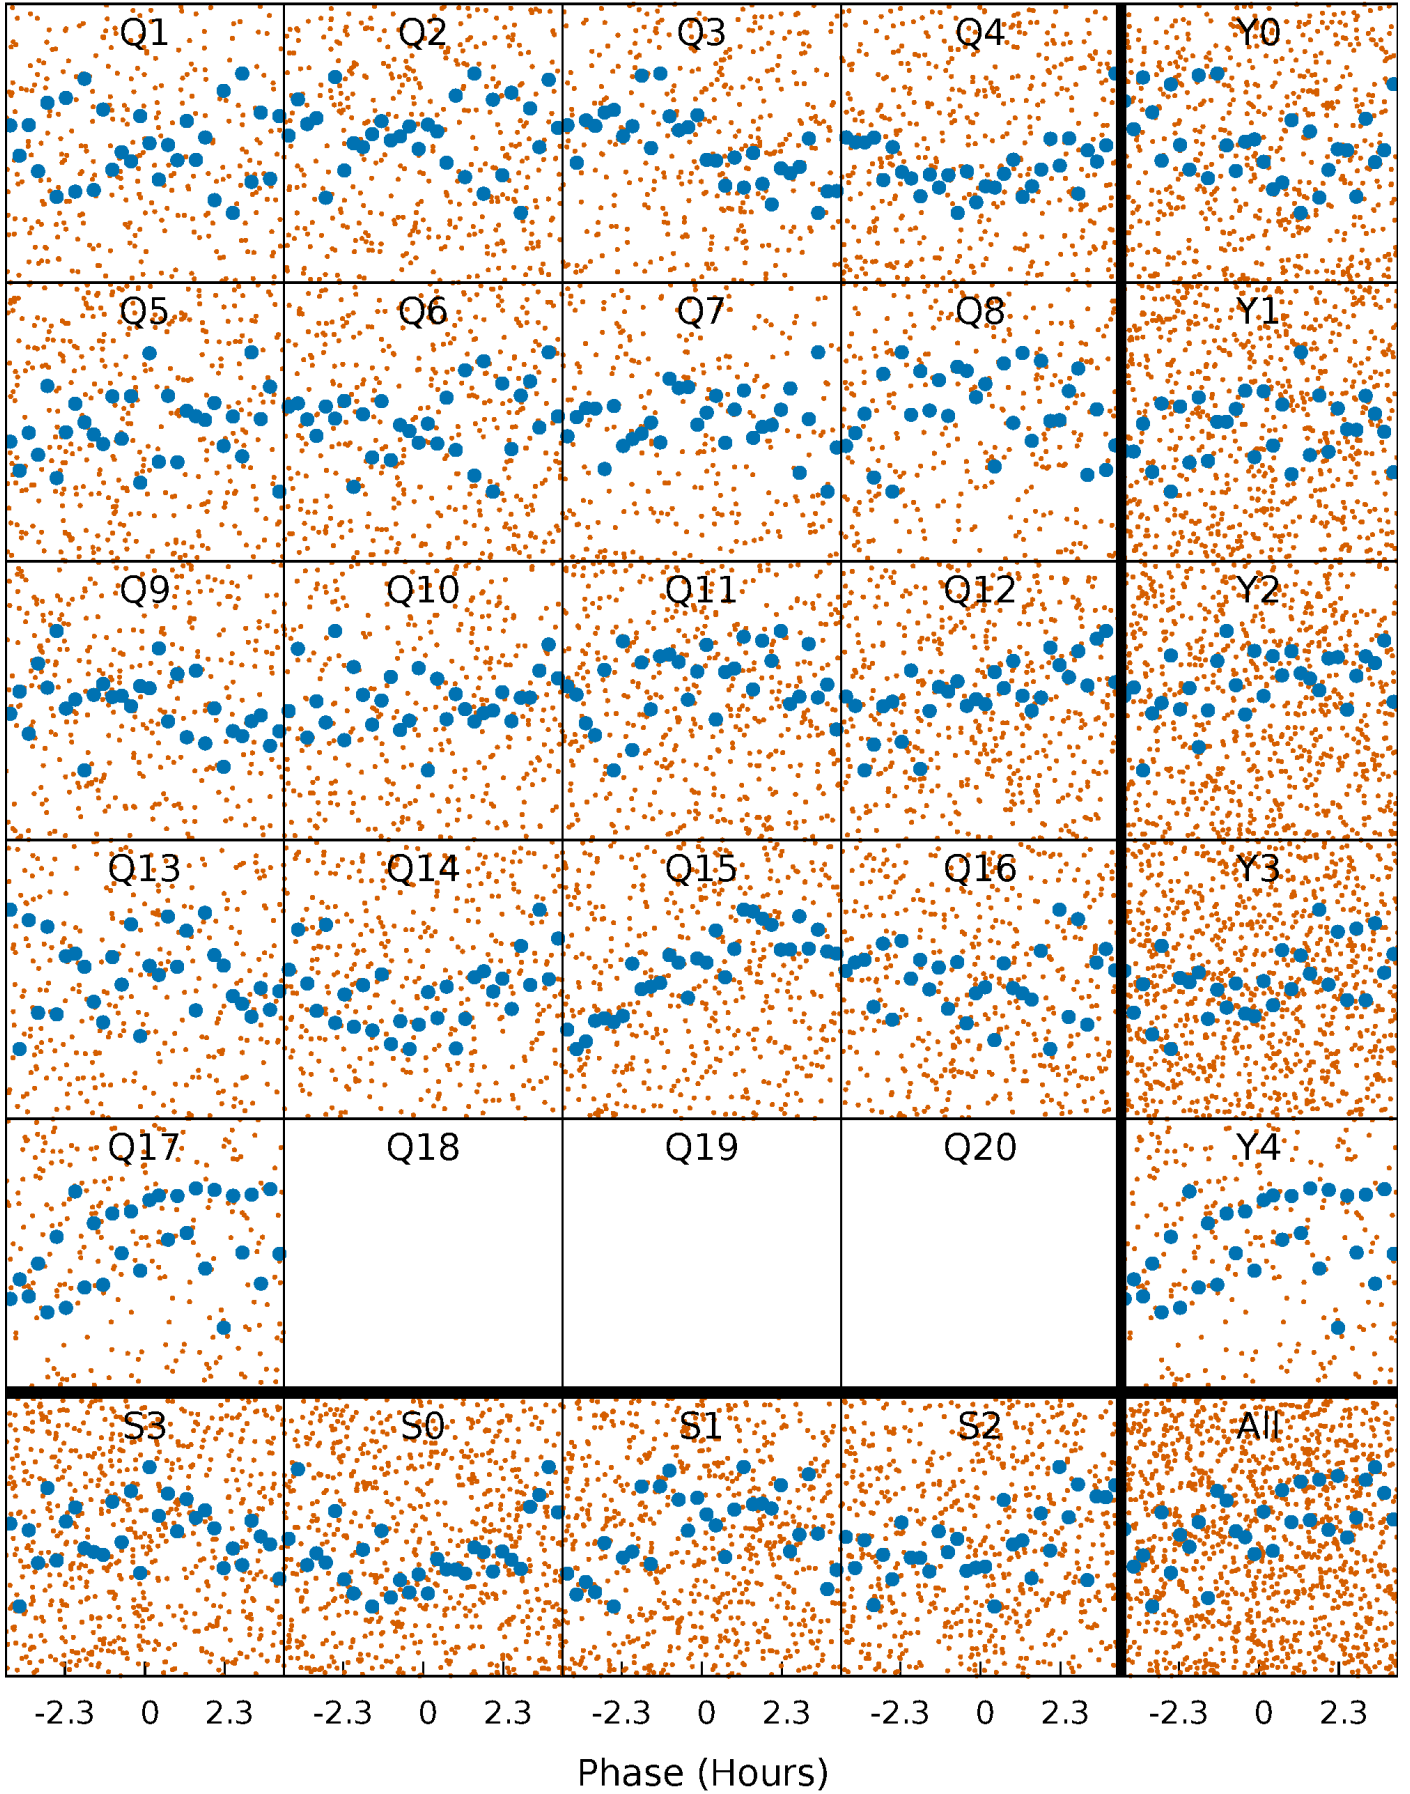 Q1 Q2 Q3 Q4 Y0
Q5 Q6 Q7 Q8 Y1
Q9 Q10 Q11 Q12 Y2
Q13 Q14 Q15 Q16 Y3
Q17 Q18 Q19 Q20 Y4
S3 S0 S1 S2 All
-2.3 0 2.3 -2.3 0 2.3 -2.3 0 2.3 -2.3 0 2.3 -2.3 0 2.3
Phase (Hours)